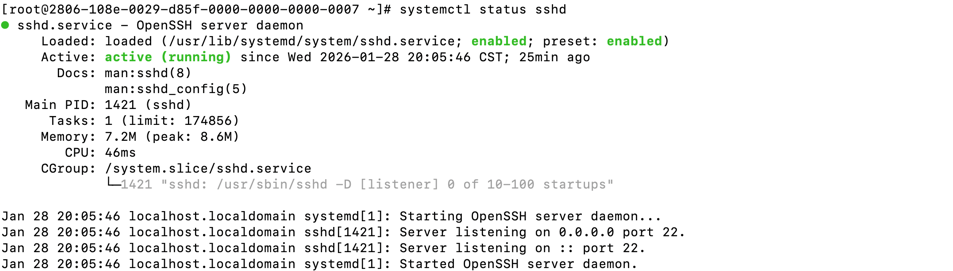 [root@2806-108e-0029-d85f-0000-0000-0000-0007 ~]# systemctl status sshd
● sshd.service - OpenSSH server daemon
     Loaded: loaded (/usr/lib/systemd/system/sshd.service; enabled; preset: enabled)
     Active: active (running) since Wed 2026-01-28 20:05:46 CST; 25min ago
       Docs: man:sshd(8)
             man:sshd_config(5)
   Main PID: 1421 (sshd)
      Tasks: 1 (limit: 174856)
     Memory: 7.2M (peak: 8.6M)
        CPU: 46ms
     CGroup: /system.slice/sshd.service
             └─1421 "sshd: /usr/sbin/sshd -D [listener] 0 of 10-100 startups"

Jan 28 20:05:46 localhost.localdomain systemd[1]: Starting OpenSSH server daemon...
Jan 28 20:05:46 localhost.localdomain sshd[1421]: Server listening on 0.0.0.0 port 22.
Jan 28 20:05:46 localhost.localdomain sshd[1421]: Server listening on :: port 22.
Jan 28 20:05:46 localhost.localdomain systemd[1]: Started OpenSSH server daemon.